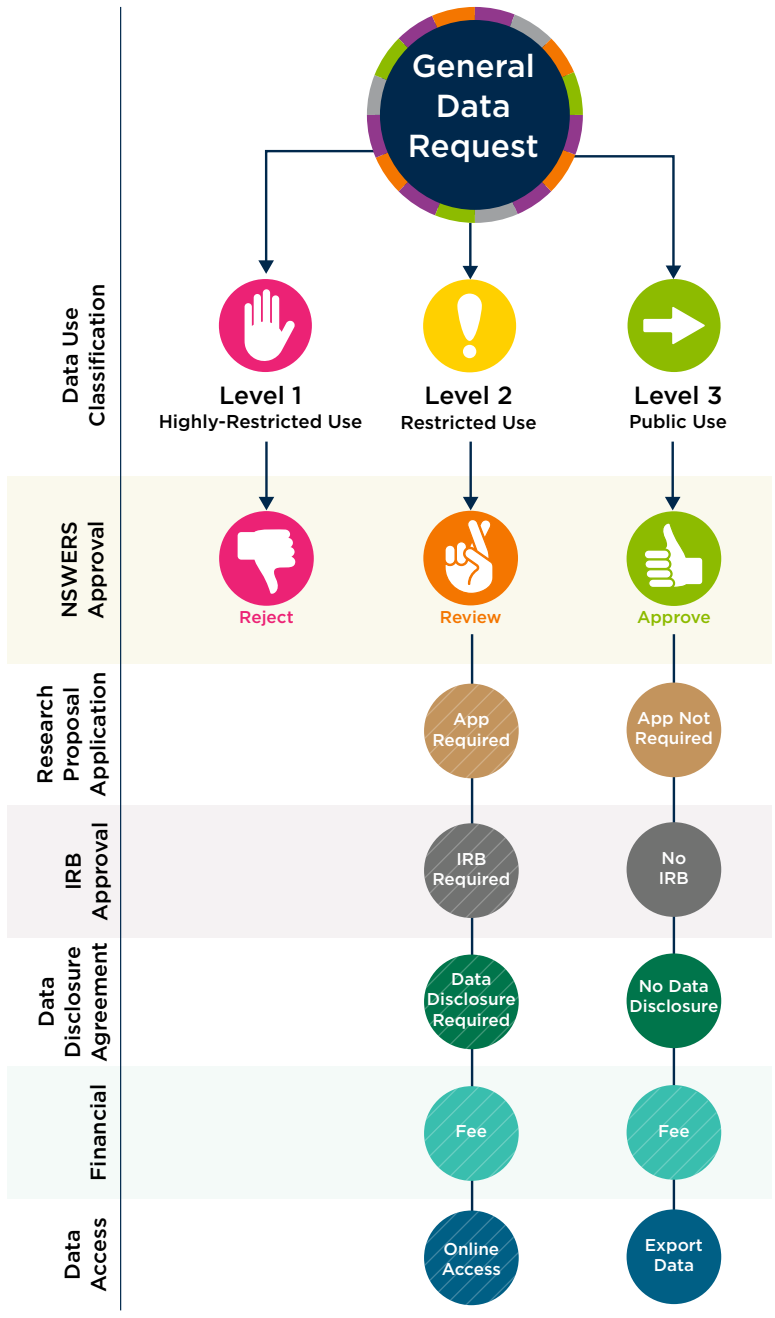 General
Data
Request
Data Use
Classification
Level 1
Highly-Restricted Use
Level 2
Restricted Use
Level 3
Public Use
NSWERS
Approval
Reject
Review
Approve
Research
Proposal
Application
App
Required
App Not
Required
IRB
Approval
IRB
Required
No
IRB
Data
Disclosure
Agreement
Data
Disclosure
Required
No Data
Disclosure
Financial
Fee
Fee
Data
Access
Online
Access
Export
Data